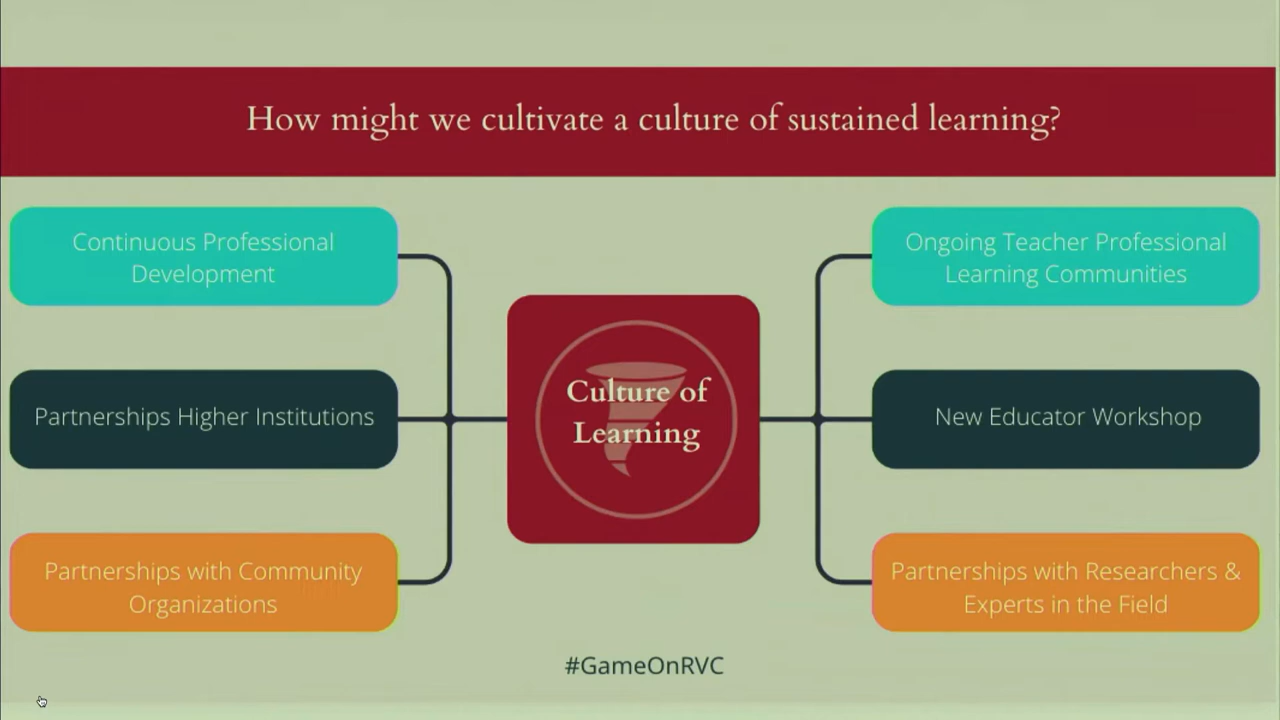 How might we cultivate a culture of sustained learning?
Continuous Professional
Development
Partnerships Higher Institutions
Partnerships with Community
Organizations
Culture of
Learning
Ongoing Teacher Professional
Learning Communities
New Educator Workshop
Partnerships with Researchers &
Experts in the Field
#GameOnRVC